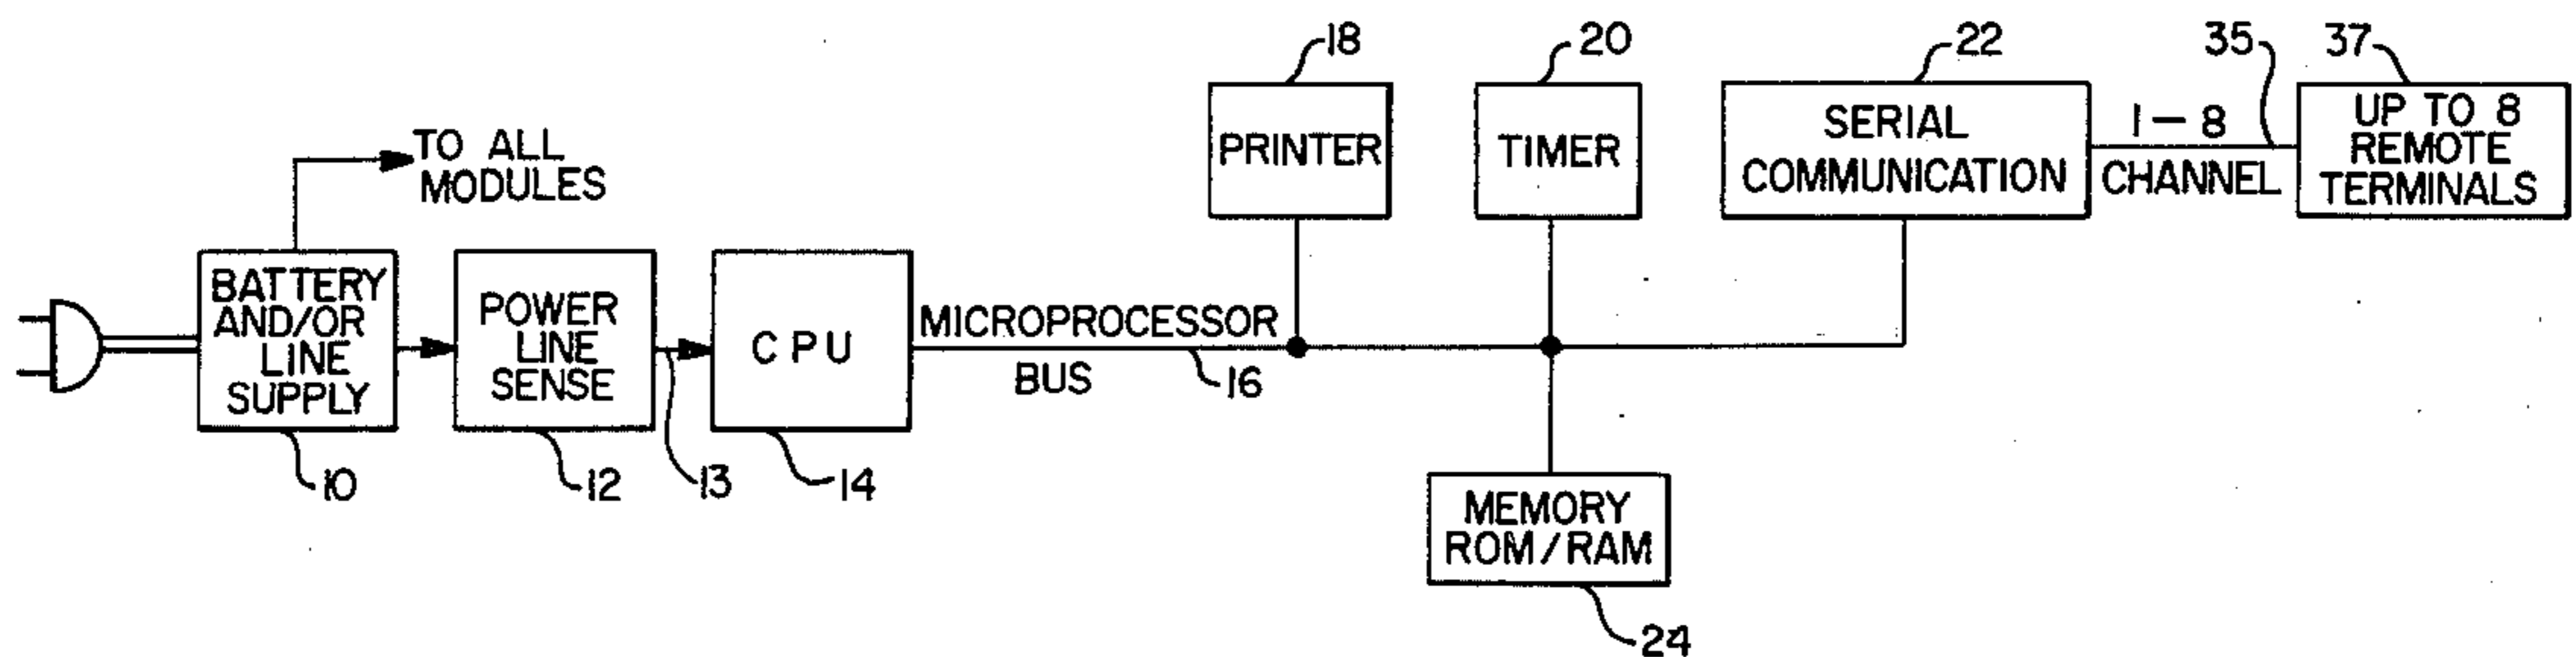 18
20
22
35
37
PRINTER
TIMER
SERIAL
COMMUNICATION
1 - 8
CHANNEL
UP TO 8
REMOTE
TERMINALS
TO ALL
MODULES
BATTERY
AND/OR
LINE
SUPPLY
POWER
LINE
SENSE
CPU
MICROPROCESSOR
BUS
16
10
12
13
14
MEMORY
ROM/RAM
24